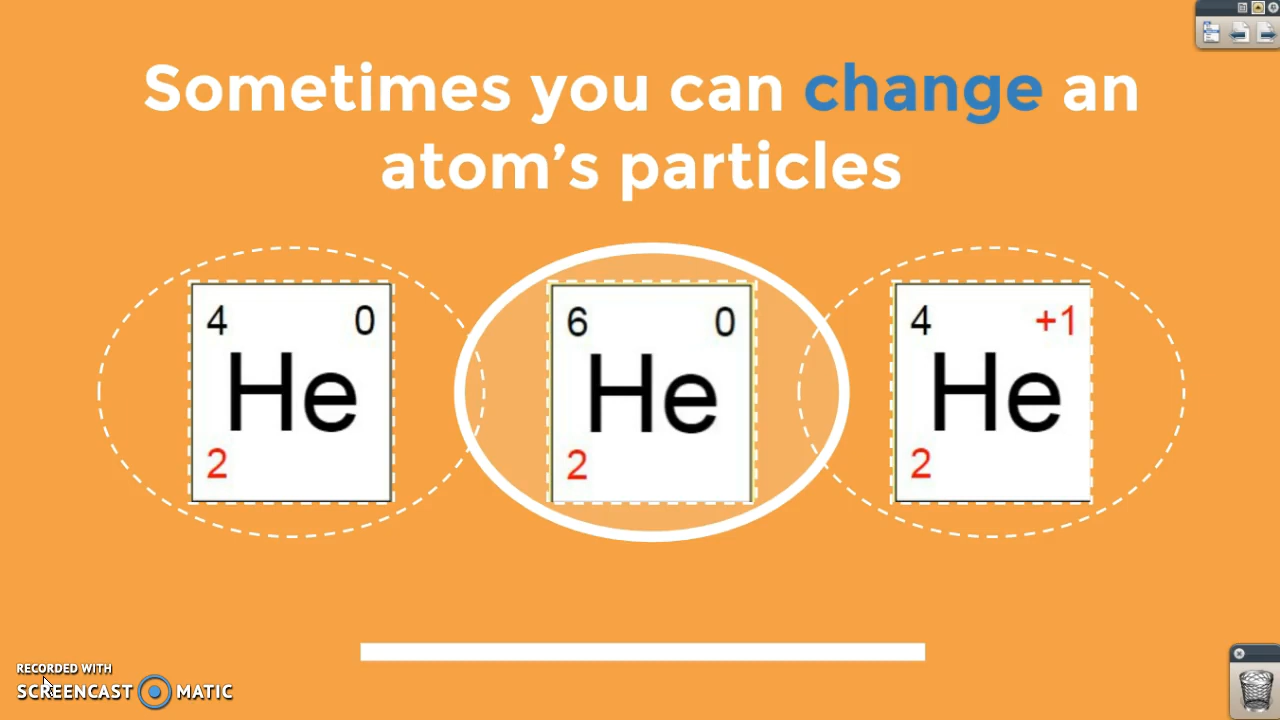 Sometimes you can change an
atom’s particles
4 0
He
2
6 0
He
2
4 +1
He
2
RECORDED WITH
SCREENCAST MATIC